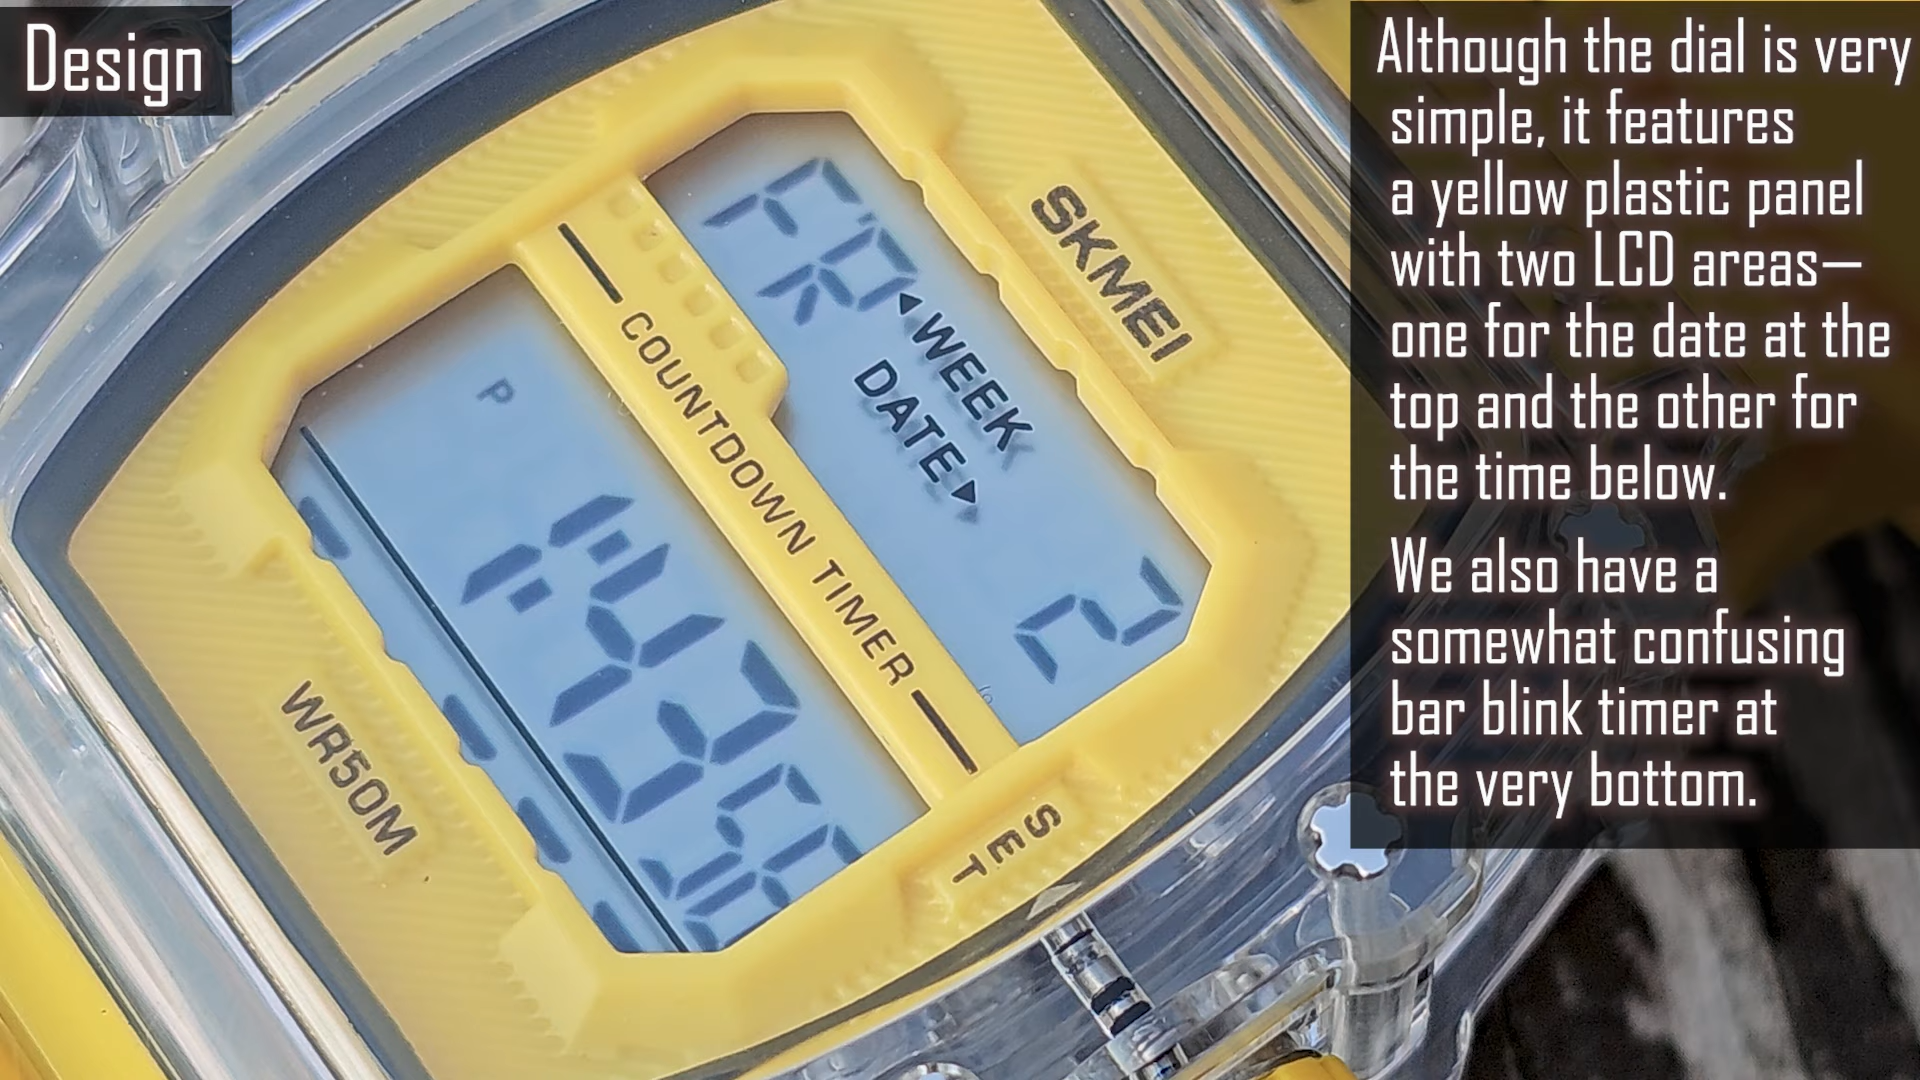 Design
Although the dial is very
simple, it features
a yellow plastic panel
with two LCD areas—
one for the date at the
top and the other for
the time below.
We also have a
somewhat confusing
bar blink timer at
the very bottom.
SKMEI
FR
◄WEEK
DATE►
2
COUNTDOWN TIMER
P
1:42
SET
WR50M